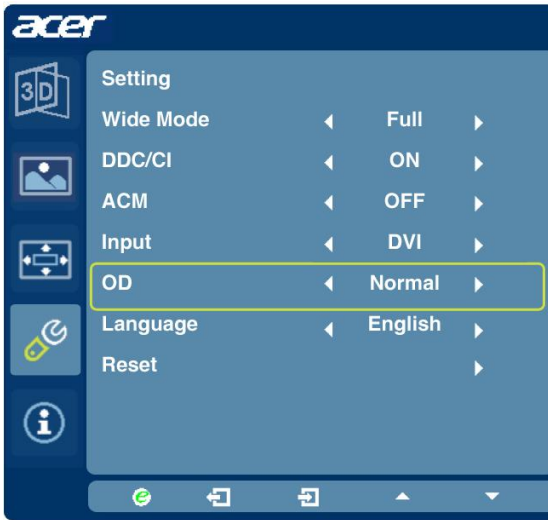 acer
3D
Setting
Wide Mode Full
DDC/CI ON
ACM OFF
Input DVI
OD Normal
Language English
Reset
i
e